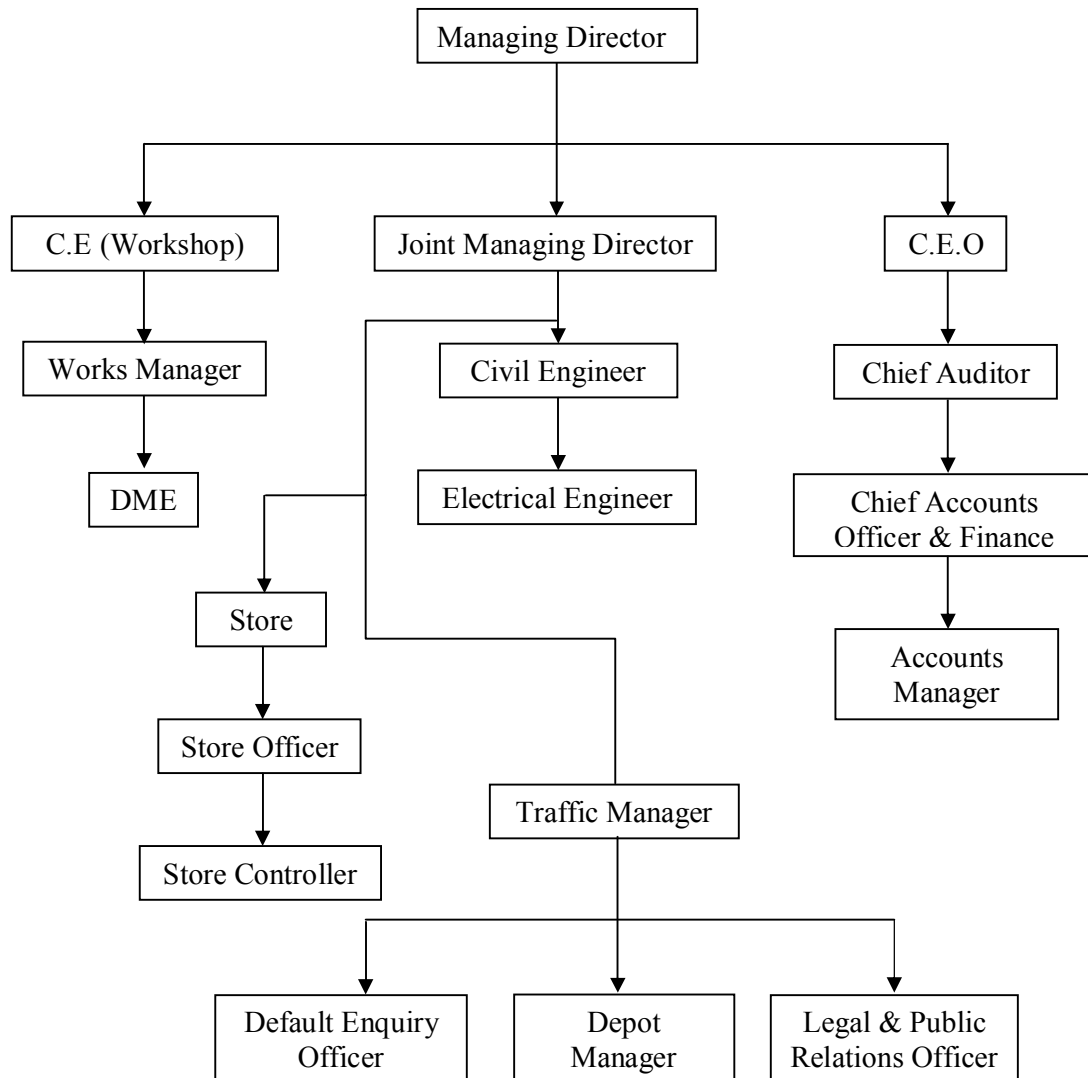 Managing Director
C.E (Workshop)
Joint Managing Director
C.E.O
Works Manager
Civil Engineer
Chief Auditor
DME
Electrical Engineer
Chief Accounts
Officer & Finance
Store
Accounts
Manager
Store Officer
Traffic Manager
Store Controller
Default Enquiry
Officer
Depot
Manager
Legal & Public
Relations Officer